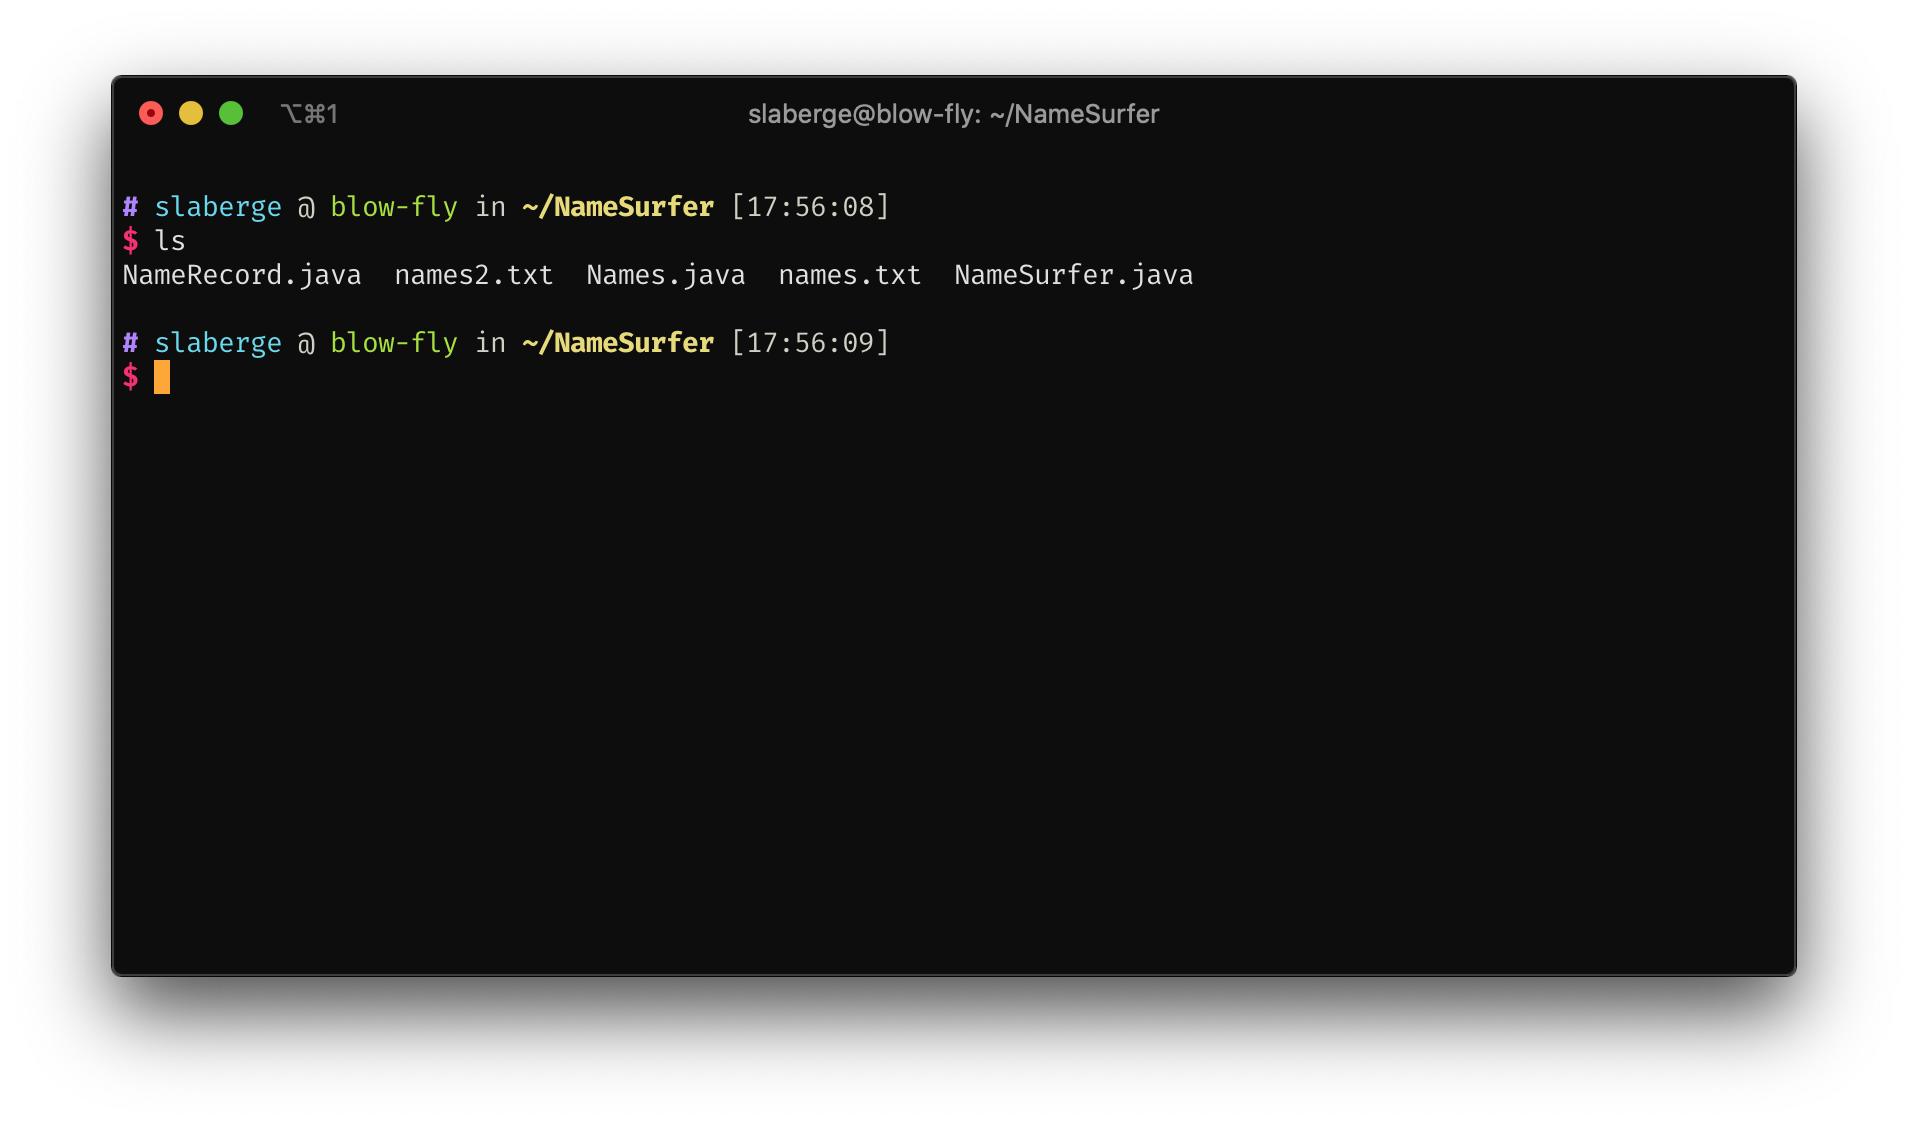 ⌥⌘1 slaberge@blow-fly: ~/NameSurfer
# slaberge @ blow-fly in ~/NameSurfer [17:56:08]
$ ls
NameRecord.java  names2.txt  Names.java  names.txt  NameSurfer.java
# slaberge @ blow-fly in ~/NameSurfer [17:56:09]
$